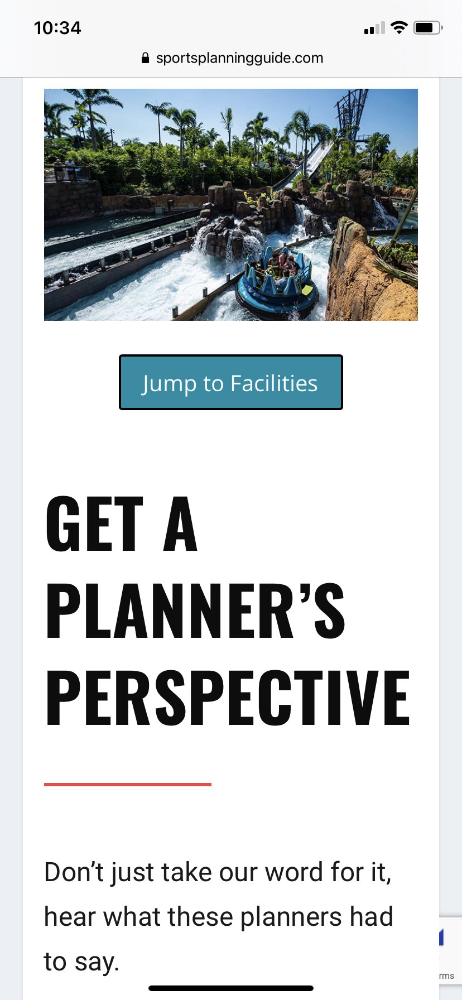 10:34
sportsplanningguide.com
Jump to Facilities
GET A
PLANNER’S
PERSPECTIVE
Don’t just take our word for it,
hear what these planners had
to say.
rms